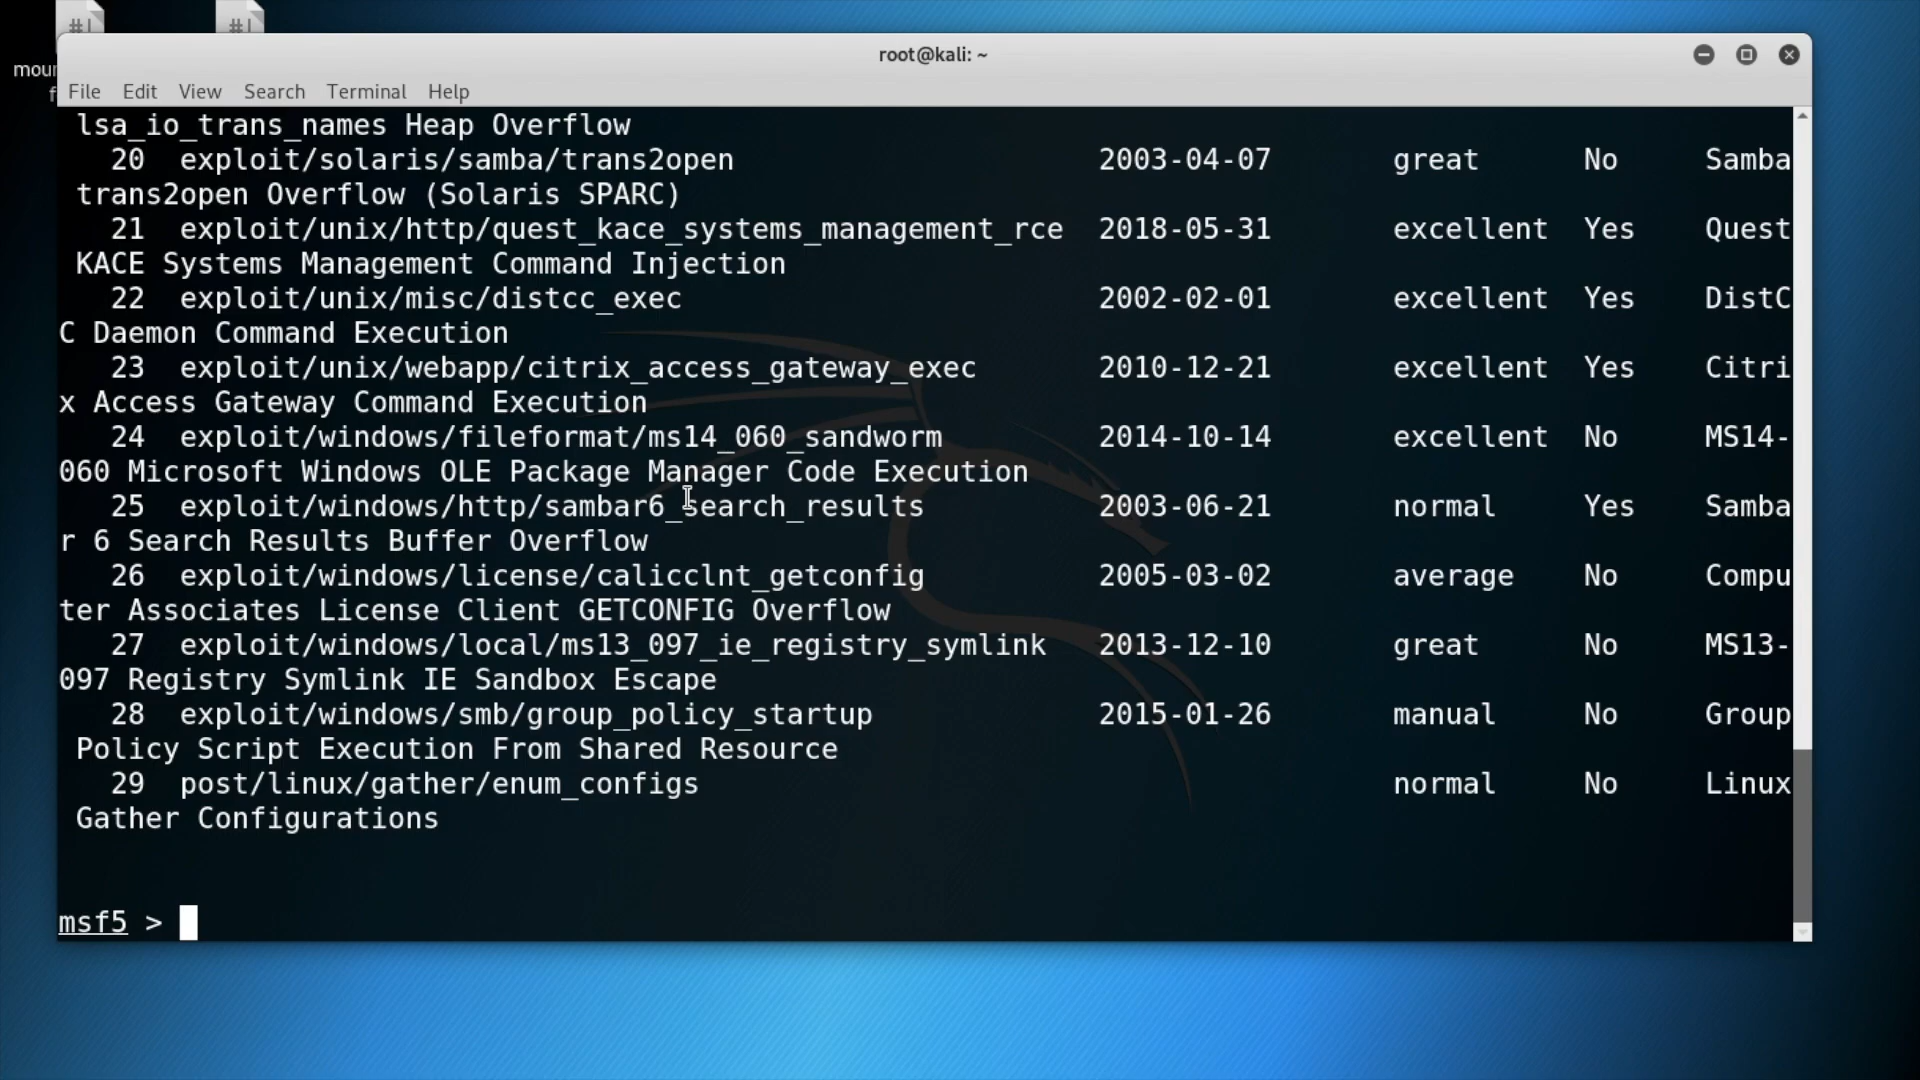 #! #!
root@kali: ~
mour
f
File Edit View Search Terminal Help
lsa_io_trans_names Heap Overflow
20 exploit/solaris/samba/trans2open 2003-04-07 great No Samba
trans2open Overflow (Solaris SPARC)
21 exploit/unix/http/quest_kace_systems_management_rce 2018-05-31 excellent Yes Quest
KACE Systems Management Command Injection
22 exploit/unix/misc/distcc_exec 2002-02-01 excellent Yes DistC
C Daemon Command Execution
23 exploit/unix/webapp/citrix_access_gateway_exec 2010-12-21 excellent Yes Citri
x Access Gateway Command Execution
24 exploit/windows/fileformat/ms14_060_sandworm 2014-10-14 excellent No MS14-
060 Microsoft Windows OLE Package Manager Code Execution
25 exploit/windows/http/sambar6_search_results 2003-06-21 normal Yes Samba
r 6 Search Results Buffer Overflow
26 exploit/windows/license/calicclnt_getconfig 2005-03-02 average No Compu
ter Associates License Client GETCONFIG Overflow
27 exploit/windows/local/ms13_097_ie_registry_symlink 2013-12-10 great No MS13-
097 Registry Symlink IE Sandbox Escape
28 exploit/windows/smb/group_policy_startup 2015-01-26 manual No Group
Policy Script Execution From Shared Resource
29 post/linux/gather/enum_configs normal No Linux
Gather Configurations
msf5 >